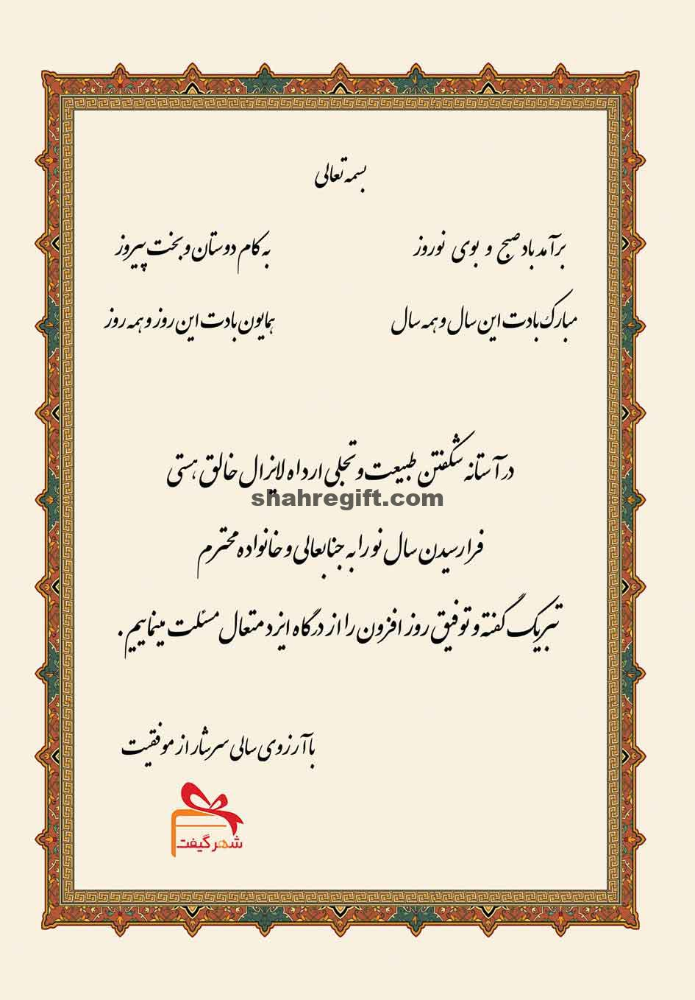 بسمه تعالی
برآمد باد صبح و بوی نوروز به کام دوستان و بخت پیروز
مبارک بادت این سال و همه سال همایون بادت این روز و همه روز
در آستانه شکفتن طبیعت و تجلی ارداه لایزال خالق هستی
shahregift.com
فرارسیدن سال نو را به جنابعالی و خانواده محترم
تبریک گفته و توفیق روز افزون را از درگاه ایزد متعال مسئلت مینماییم.
با آرزوی سالی سرشار از موفقیت
شهر گیفت